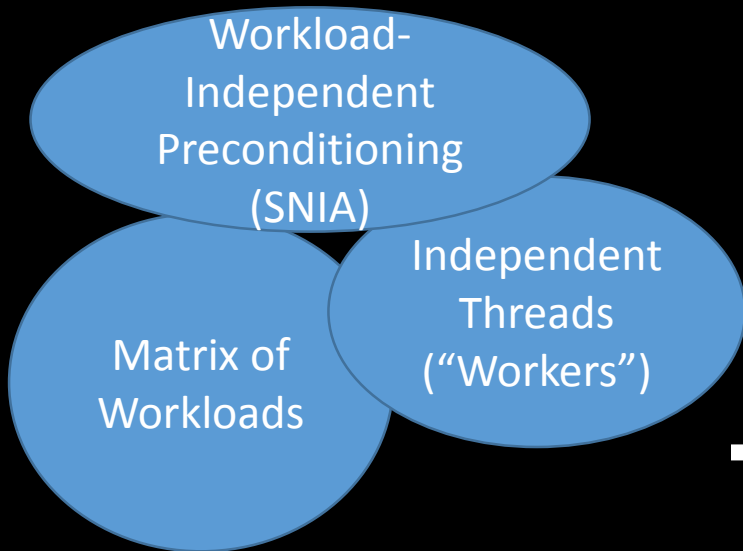 Workload-
Independent
Preconditioning
(SNIA)
Independent
Threads
(“Workers”)
Matrix of
Workloads